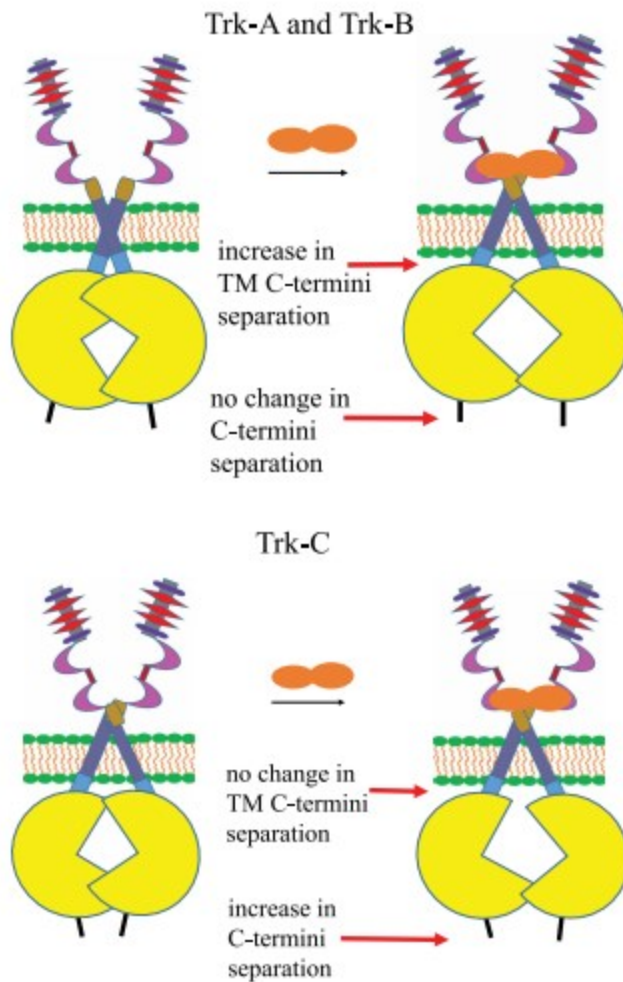 Trk-A and Trk-B
increase in
TM C-termini
separation
no change in
C-termini
separation
Trk-C
no change in
TM C-termini
separation
increase in
C-termini
separation